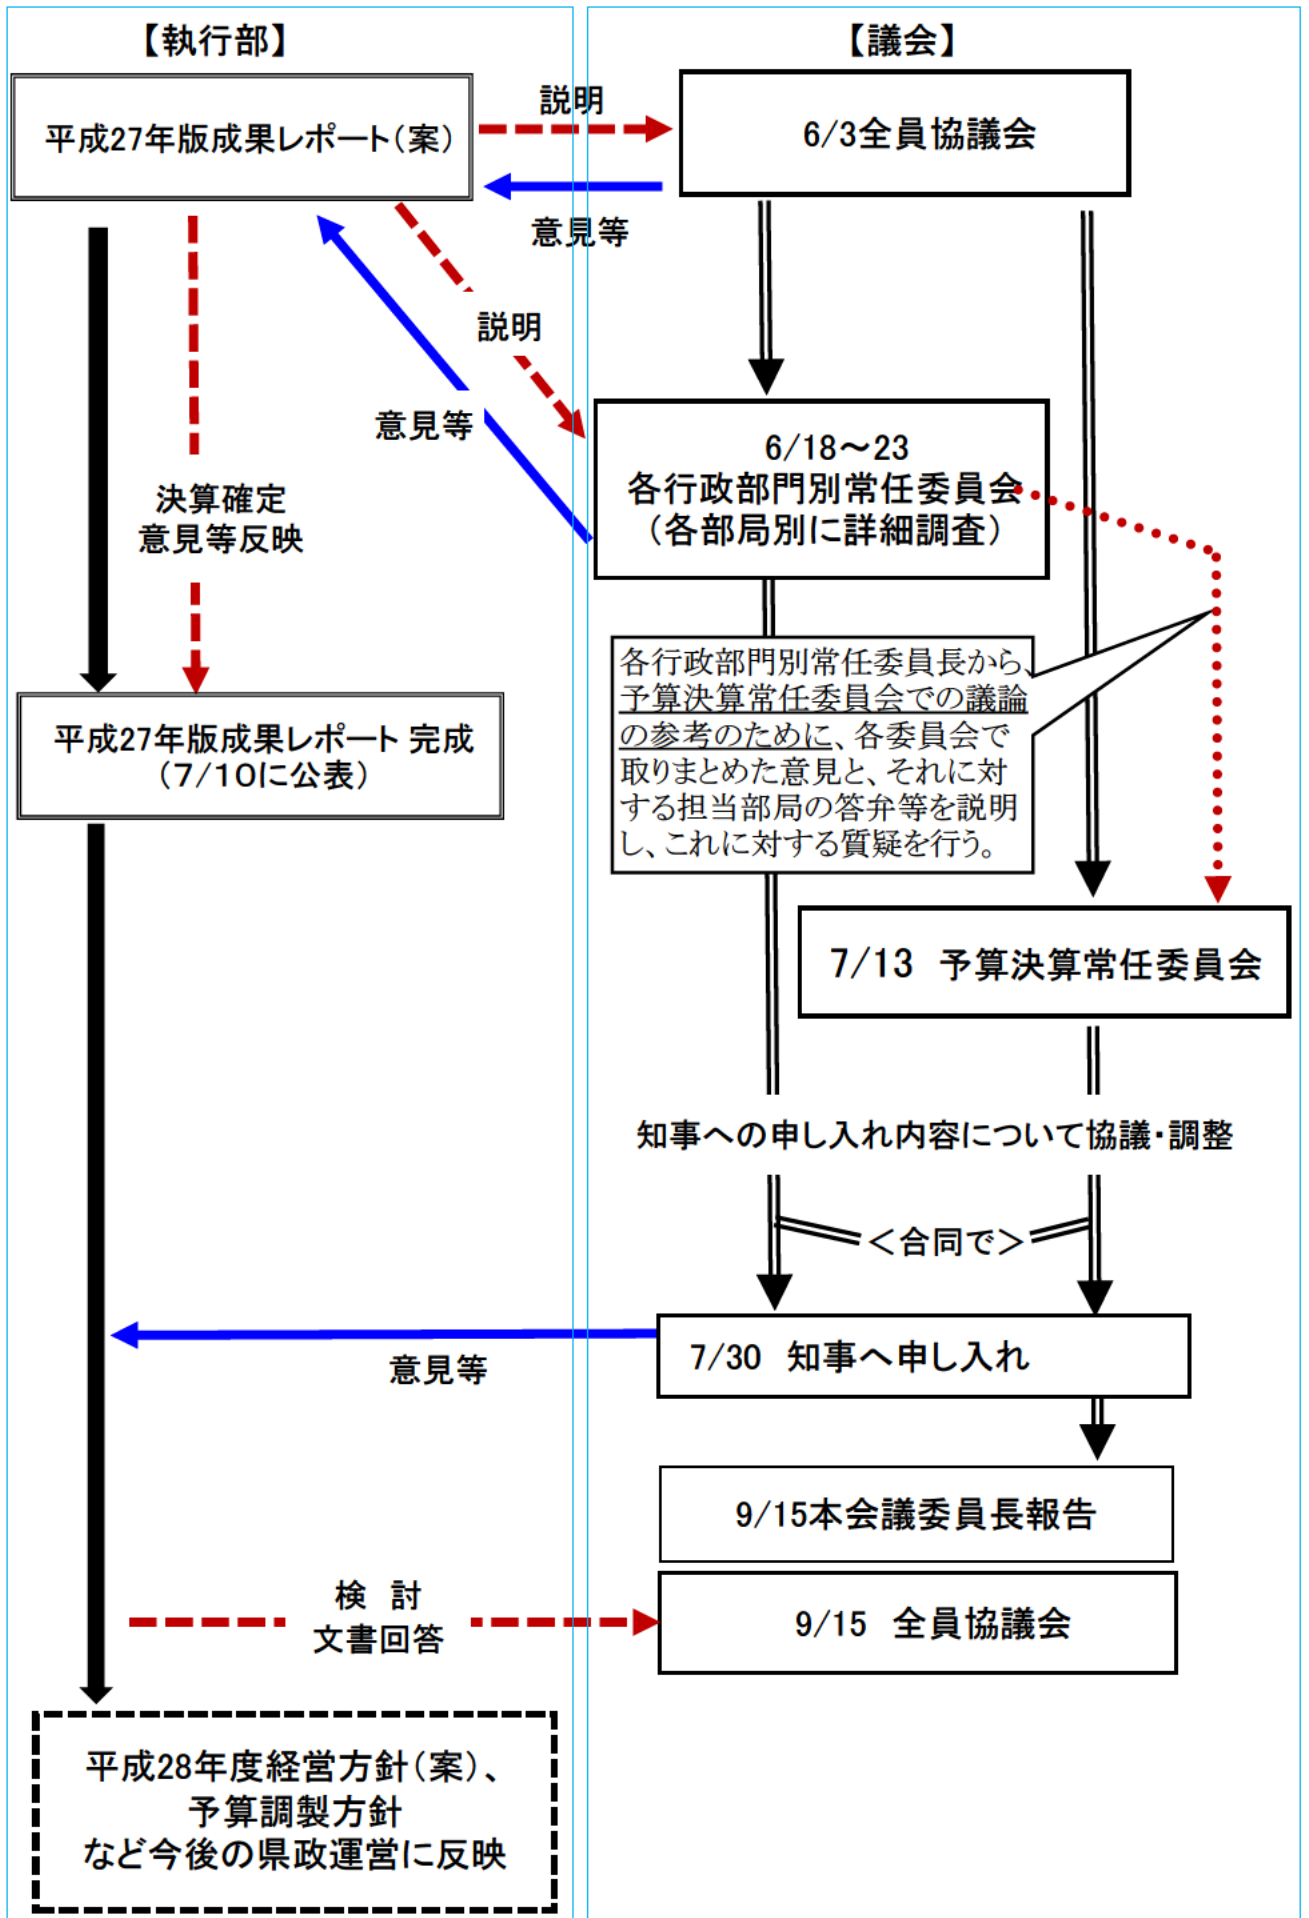 【執行部】
【議会】
平成27年版成果レポート（案）
説明
6/3全員協議会
意見等
説明
意見等
6/18～23
各行政部門別常任委員会
（各部局別に詳細調査）
決算確定
意見等反映
各行政部門別常任委員長から、
予算決算常任委員会での議論
の参考のために、各委員会で
取りまとめた意見と、それに対
する担当部局の答弁等を説明
し、これに対する質疑を行う。
平成27年版成果レポート 完成
（7/10に公表）
7/13　予算決算常任委員会
知事への申し入れ内容について協議・調整
＜合同で＞
7/30　知事へ申し入れ
意見等
9/15本会議委員長報告
検　討
文書回答
9/15　全員協議会
平成28年度経営方針（案）、
予算調製方針
など今後の県政運営に反映